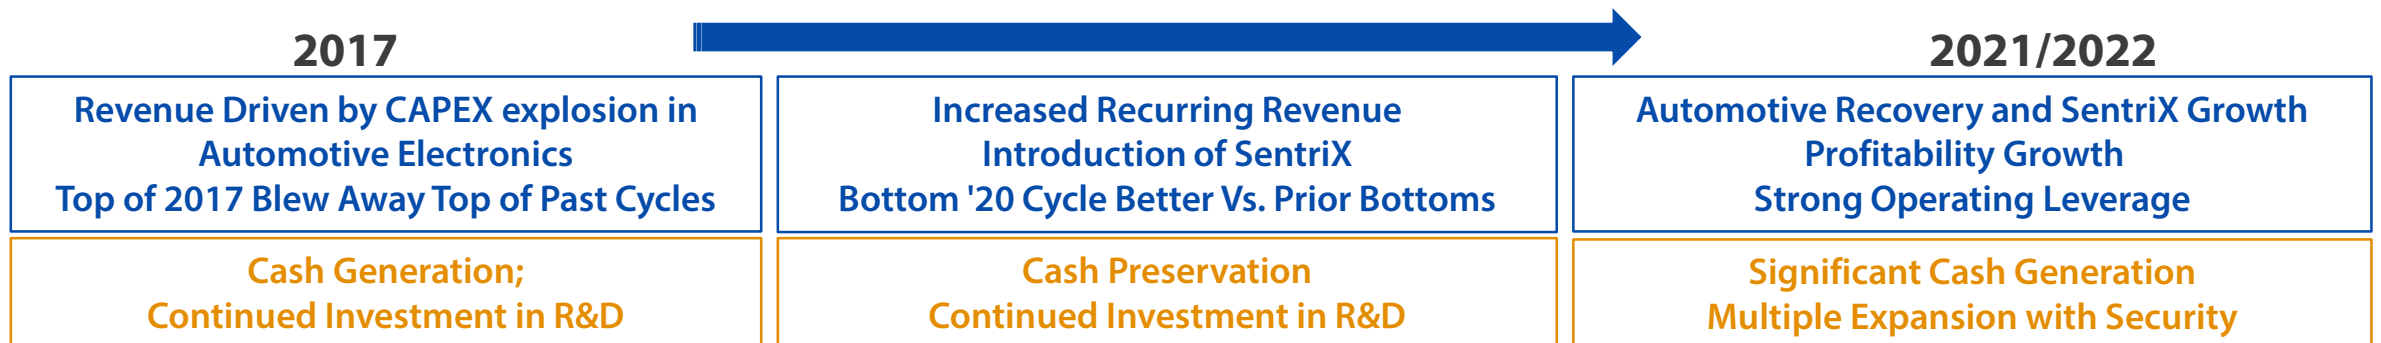 2017
2021/2022
Revenue Driven by CAPEX explosion in
Automotive Electronics
Top of 2017 Blew Away Top of Past Cycles
Increased Recurring Revenue
Introduction of SentriX
Bottom '20 Cycle Better Vs. Prior Bottoms
Automotive Recovery and SentriX Growth
Profitability Growth
Strong Operating Leverage
Cash Generation;
Continued Investment in R&D
Cash Preservation
Continued Investment in R&D
Significant Cash Generation
Multiple Expansion with Security